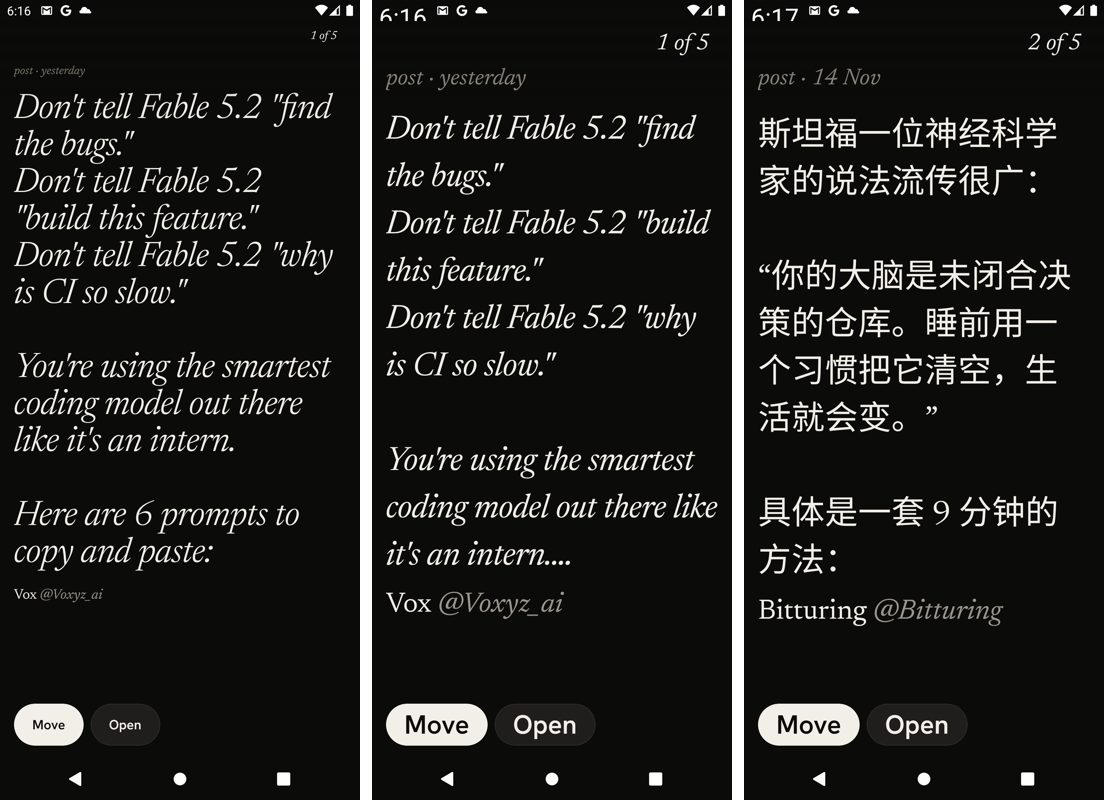 6:16
1 of 5
post · yesterday
Don't tell Fable 5.2 "find
the bugs."
Don't tell Fable 5.2
"build this feature."
Don't tell Fable 5.2 "why
is CI so slow."
You're using the smartest
coding model out there
like it's an intern.
Here are 6 prompts to
copy and paste:
Vox @Voxyz_ai
Move
Open
6:16
1 of 5
post · yesterday
Don't tell Fable 5.2 "find
the bugs."
Don't tell Fable 5.2 "build
this feature."
Don't tell Fable 5.2 "why
is CI so slow."
You're using the smartest
coding model out there like
it's an intern....
Vox @Voxyz_ai
Move
Open
6:17
2 of 5
post · 14 Nov
斯坦福一位神经科学
家的说法流传很广：
“你的大脑是未闭合决
策的仓库。睡前用一
个习惯把它清空，生
活就会变。”
具体是一套 9 分钟的
方法：
Bitturing @Bitturing
Move
Open